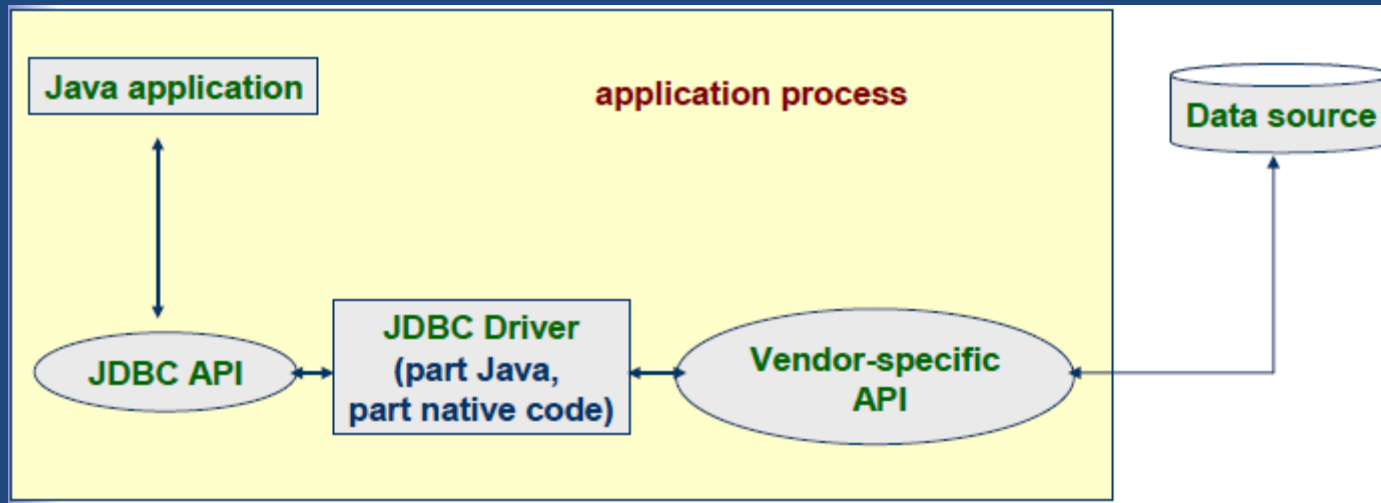 Java application
application process
Data source
JDBC API
JDBC Driver
(part Java,
part native code)
Vendor-specific
API